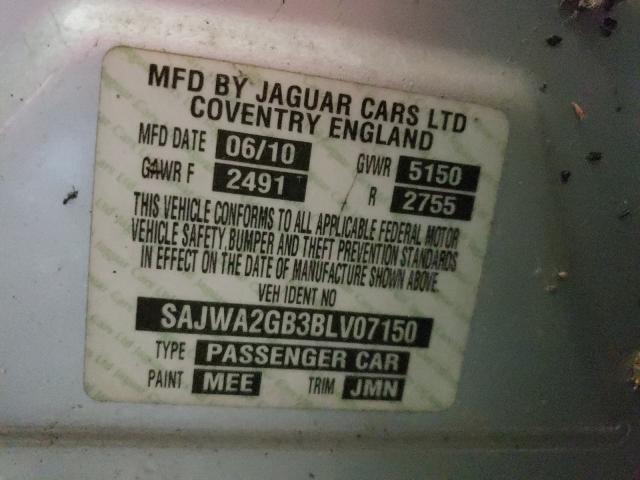 MFD BY JAGUAR CARS LTD
COVENTRY ENGLAND
MFD DATE 06/10 GVWR 5150
GAWR F 2491 R 2755
THIS VEHICLE CONFORMS TO ALL APPLICABLE FEDERAL MOTOR
VEHICLE SAFETY, BUMPER AND THEFT PREVENTION STANDARDS
IN EFFECT ON THE DATE OF MANUFACTURE SHOWN ABOVE.
VEH IDENT NO
SAJWA2GB3BLV07150
TYPE PASSENGER CAR
PAINT MEE TRIM JMN